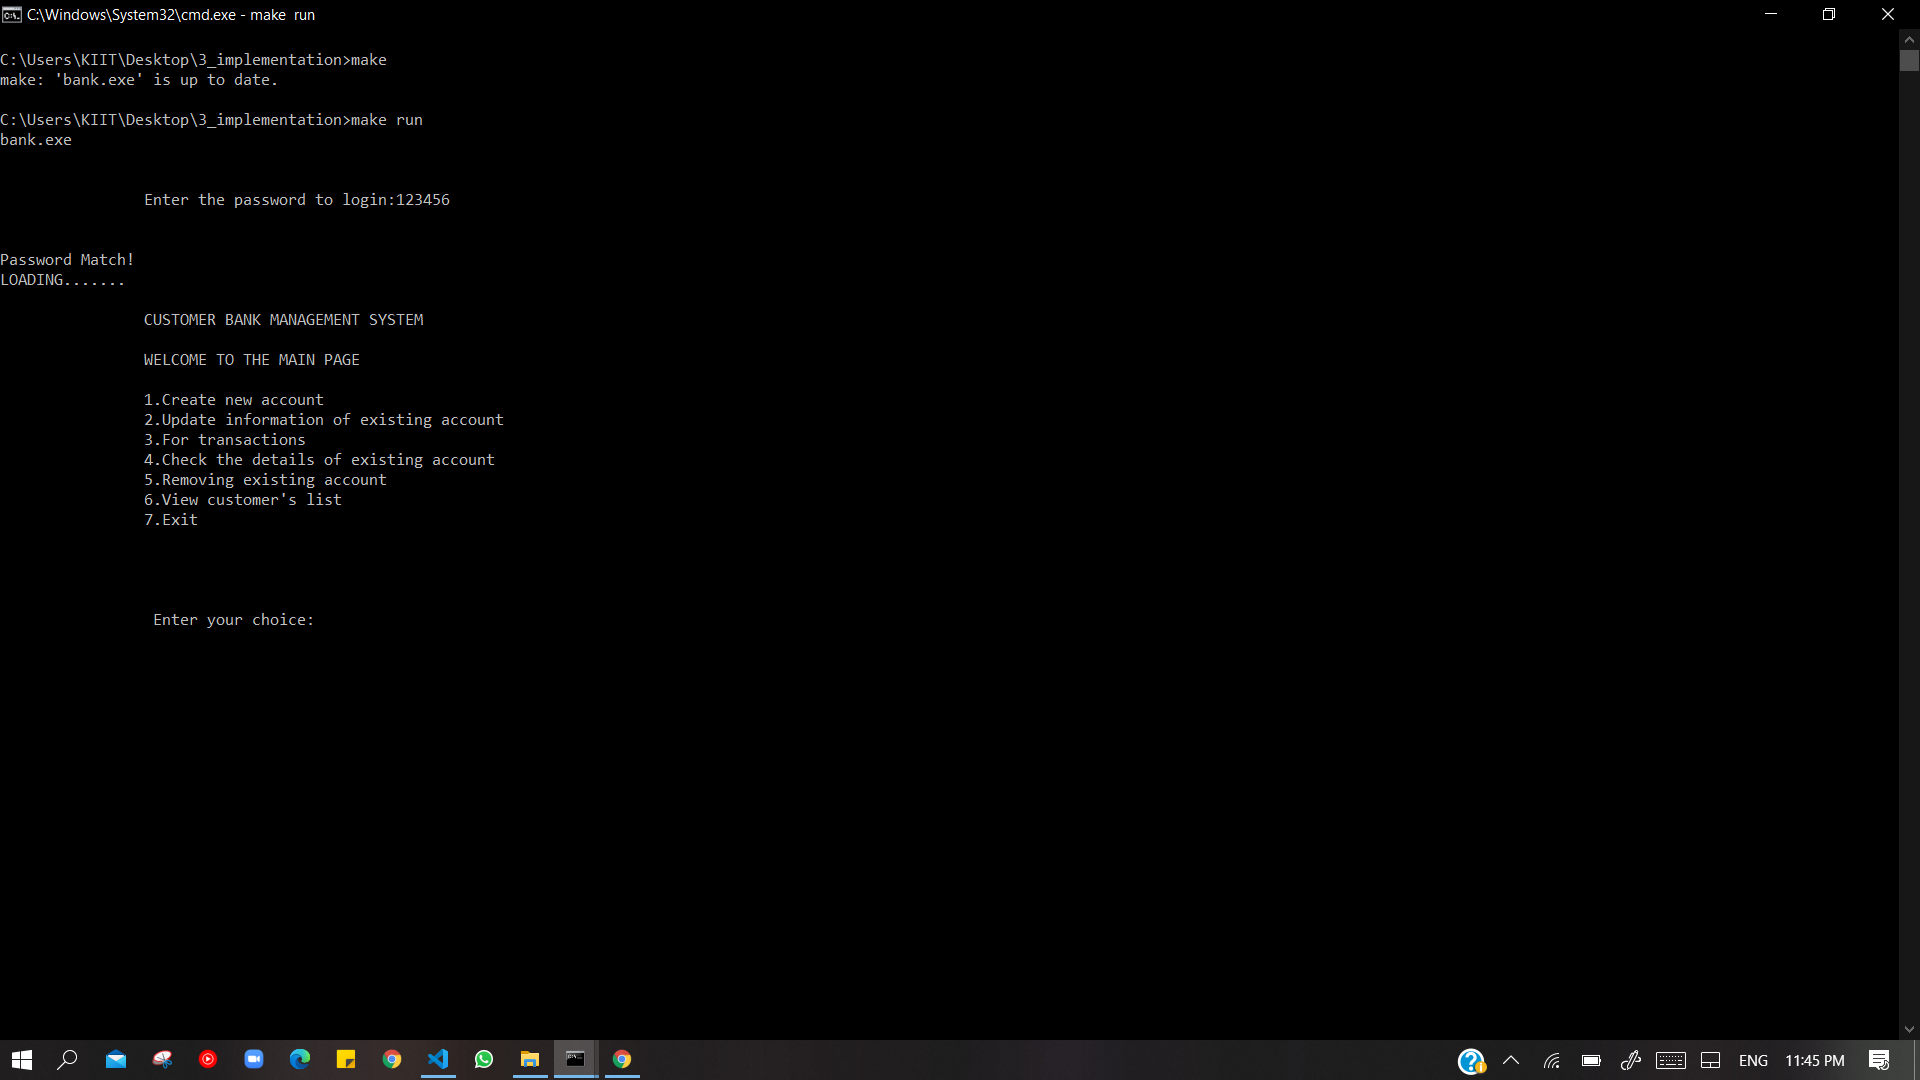 C:\Windows\System32\cmd.exe - make  run
C:\Users\KIIT\Desktop\3_implementation>make
make: 'bank.exe' is up to date.
C:\Users\KIIT\Desktop\3_implementation>make run
bank.exe
Enter the password to login:123456
Password Match!
LOADING.......
CUSTOMER BANK MANAGEMENT SYSTEM
WELCOME TO THE MAIN PAGE
1.Create new account
2.Update information of existing account
3.For transactions
4.Check the details of existing account
5.Removing existing account
6.View customer's list
7.Exit
Enter your choice:
ENG 11:45 PM